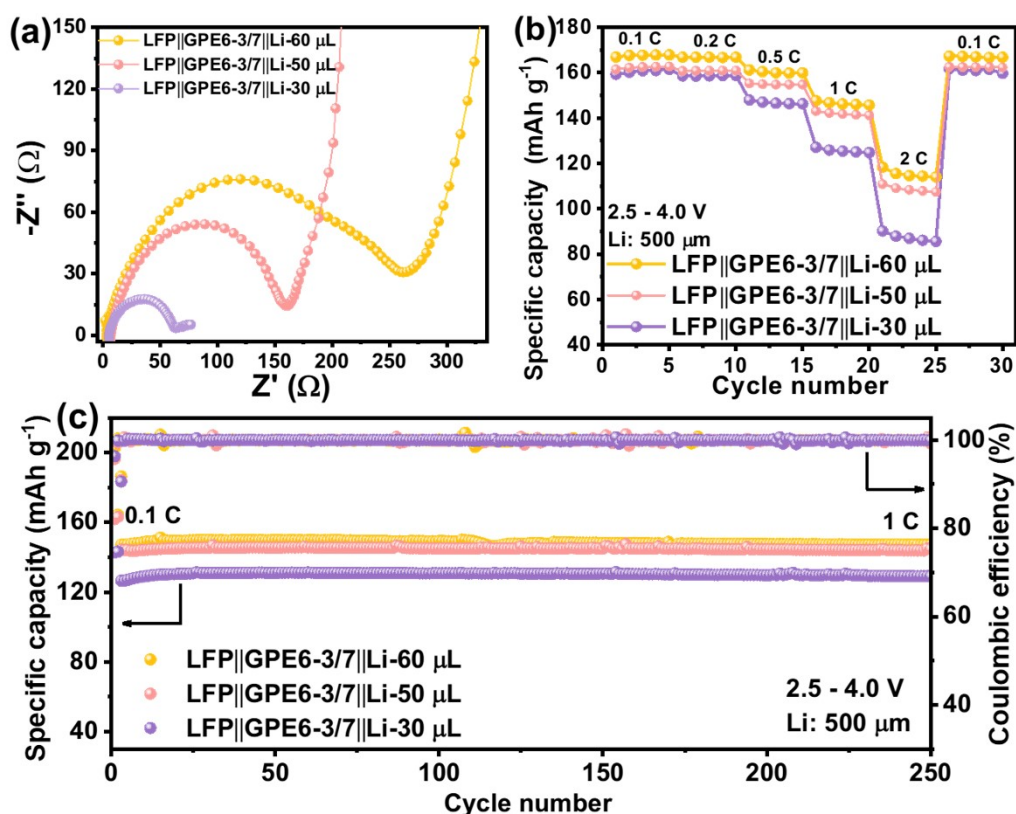 (a)
LFP||GPE6-3/7||Li-60 μL
LFP||GPE6-3/7||Li-50 μL
LFP||GPE6-3/7||Li-30 μL
150
120
90
60
30
0
-Z'' (Ω)
0 50 100 150 200 250 300
Z' (Ω)
(b)
0.1 C 0.2 C 0.5 C 1 C 2 C 0.1 C
180
160
140
120
100
80
60
40
Specific capacity (mAh g-1)
2.5 - 4.0 V
Li: 500 μm
LFP||GPE6-3/7||Li-60 μL
LFP||GPE6-3/7||Li-50 μL
LFP||GPE6-3/7||Li-30 μL
0 5 10 15 20 25 30
Cycle number
(c)
200
160
120
80
40
Specific capacity (mAh g-1)
0.1 C
1 C
100
80
60
40
Coulombic efficiency (%)
LFP||GPE6-3/7||Li-60 μL
LFP||GPE6-3/7||Li-50 μL
LFP||GPE6-3/7||Li-30 μL
2.5 - 4.0 V
Li: 500 μm
0 50 100 150 200 250
Cycle number